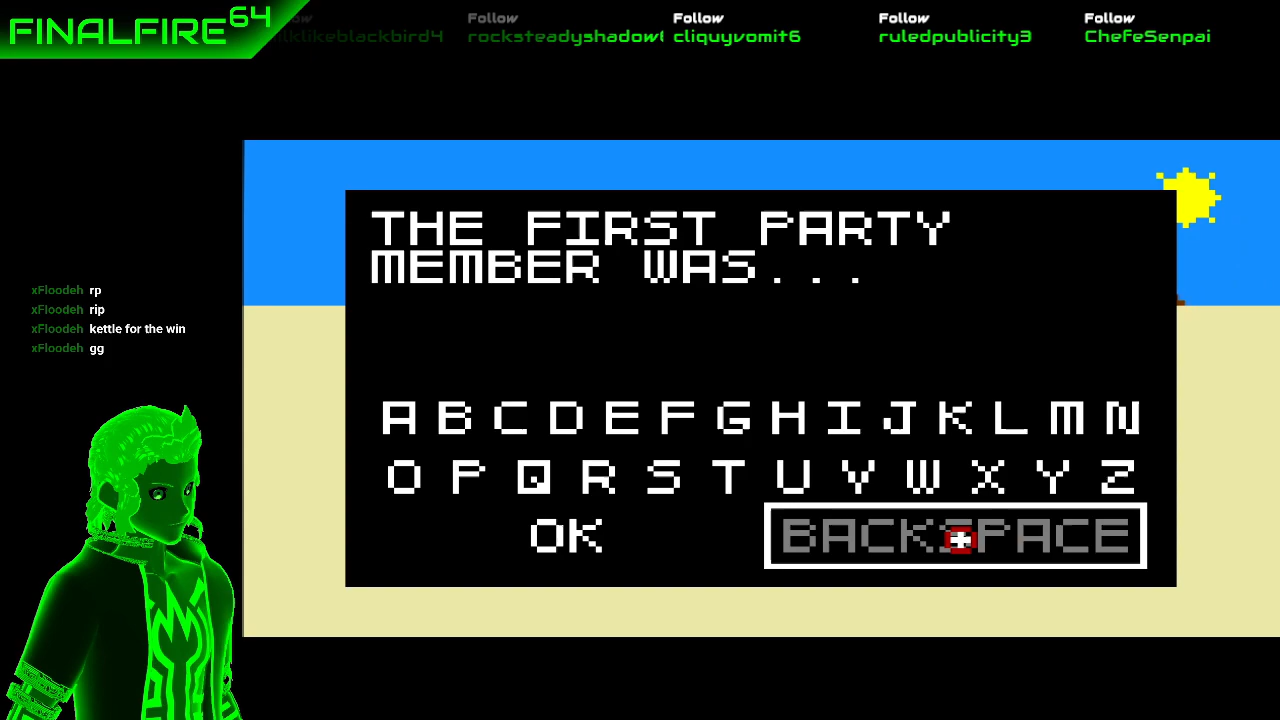 FINALFIRE64
Follow
Follow
Follow
Follow
rocksteadyshadow
cliquyvomit6
ruledpublicity3
ChefeSenpai
THE FIRST PARTY
MEMBER WAS...
xFloodeh rp
xFloodeh rip
xFloodeh kettle for the win
xFloodeh gg
A B C D E F G H I J K L M N
O P Q R S T U V W X Y Z
OK BACKSPACE